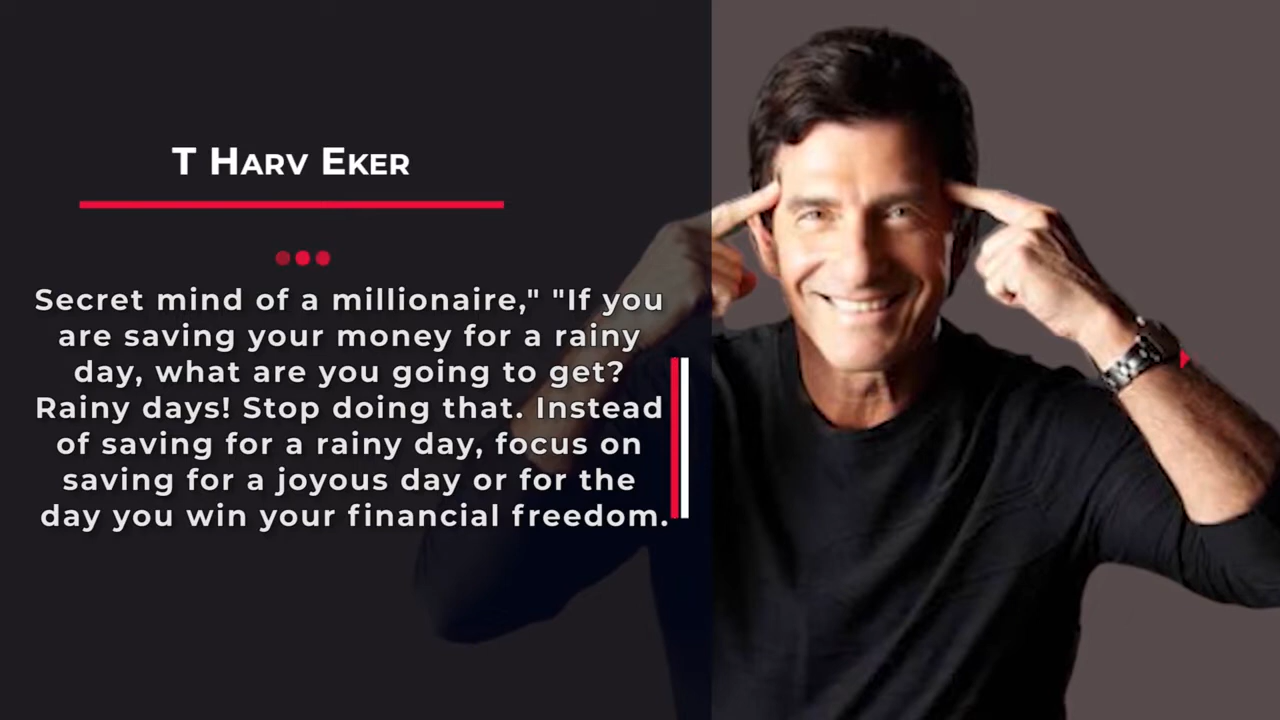 T Harv Eker
Secret mind of a millionaire," "If you
are saving your money for a rainy
day, what are you going to get?
Rainy days! Stop doing that. Instead
of saving for a rainy day, focus on
saving for a joyous day or for the
day you win your financial freedom.